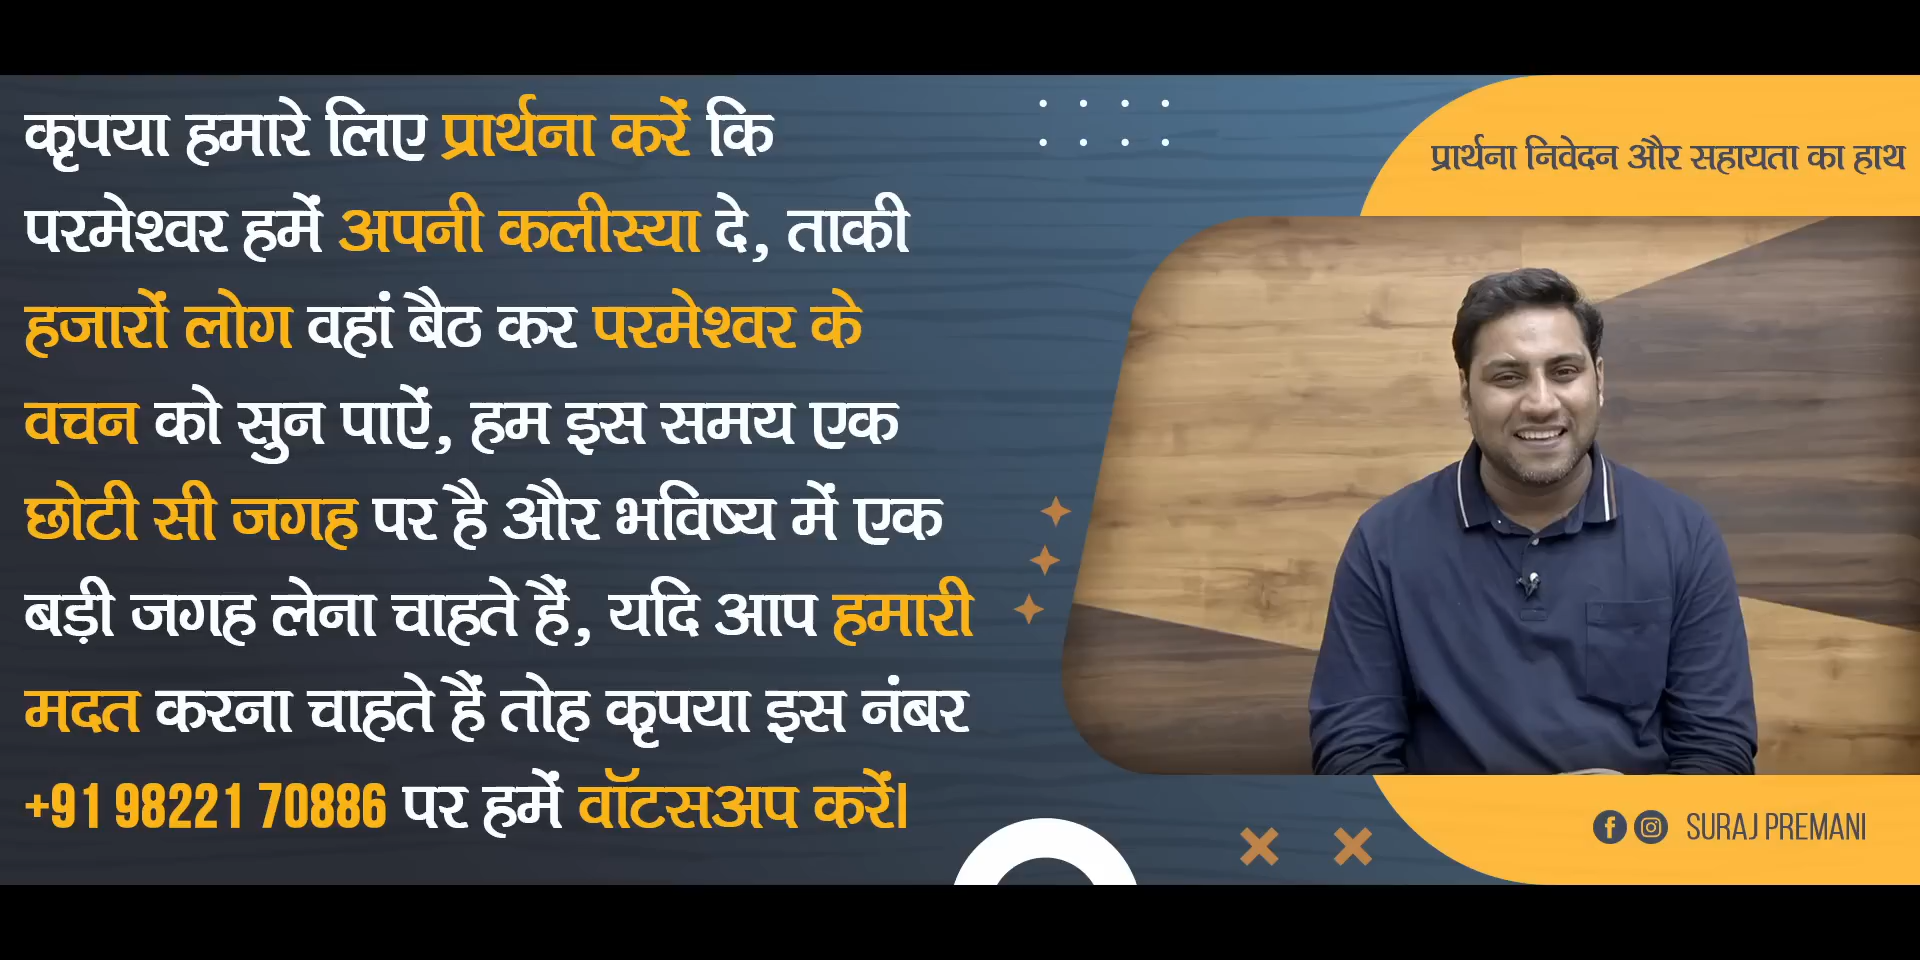 कृपया हमारे लिए प्रार्थना करें कि
परमेश्वर हमें अपनी कलीस्या दे, ताकी
हजारों लोग वहां बैठ कर परमेश्वर के
वचन को सुन पाऐं, हम इस समय एक
छोटी सी जगह पर है और भविष्य में एक
बड़ी जगह लेना चाहते हैं, यदि आप हमारी
मदत करना चाहते हैं तोह कृपया इस नंबर
+91 98221 70886 पर हमें वॉटसअप करें।
प्रार्थना निवेदन और सहायता का हाथ
SURAJ PREMANI